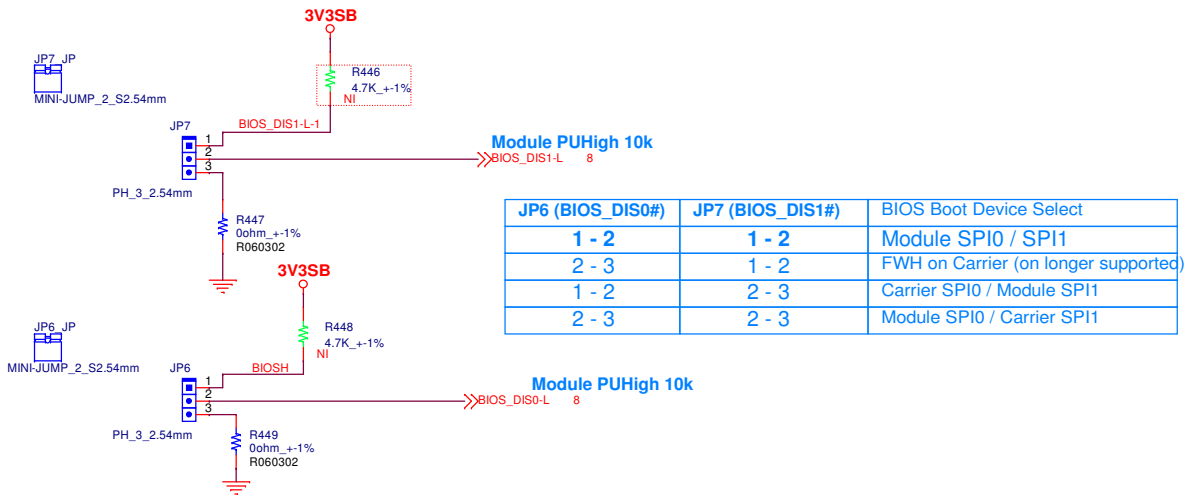 3V3SB
JP7 JP
MINI-JUMP_2_S2.54mm
R446
4.7K_+-1%
NI
JP7
BIOS_DIS1-L-1
1
2
3
Module PUHigh 10k
BIOS_DIS1-L 8
PH_3_2.54mm
R447
0ohm_+-1%
R060302
JP6 (BIOS_DIS0#) JP7 (BIOS_DIS1#) BIOS Boot Device Select
1 - 2 1 - 2 Module SPI0 / SPI1
2 - 3 1 - 2 FWH on Carrier (on longer supported)
1 - 2 2 - 3 Carrier SPI0 / Module SPI1
2 - 3 2 - 3 Module SPI0 / Carrier SPI1
3V3SB
JP6 JP
MINI-JUMP_2_S2.54mm
R448
4.7K_+-1%
NI
JP6
BIOSH
1
2
3
Module PUHigh 10k
BIOS_DIS0-L 8
PH_3_2.54mm
R449
0ohm_+-1%
R060302